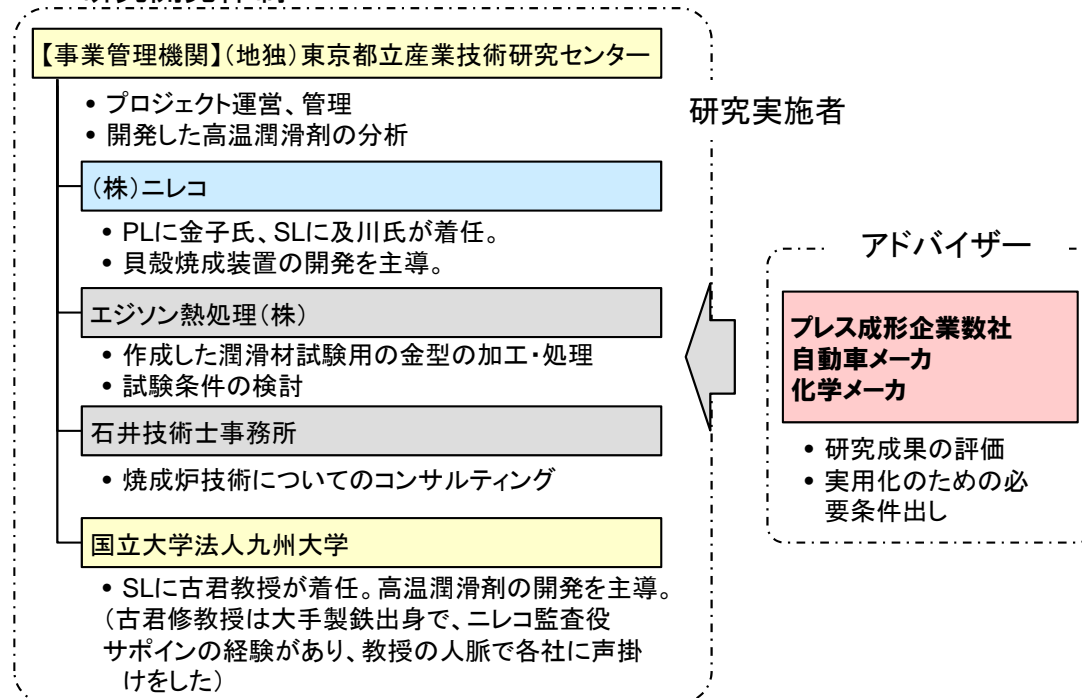 【事業管理機関】（地独）東京都立産業技術研究センター
• プロジェクト運営、管理
• 開発した高温潤滑剤の分析
（株）ニレコ
• PLに金子氏、SLに及川氏が着任。
• 貝殻焼成装置の開発を主導。
エジソン熱処理（株）
• 作成した潤滑材試験用の金型の加工・処理
• 試験条件の検討
石井技術士事務所
• 焼成炉技術についてのコンサルティング
国立大学法人九州大学
• SLに古君教授が着任。高温潤滑剤の開発を主導。
（古君修教授は大手製鉄出身で、ニレコ監査役
サポインの経験があり、教授の人脈で各社に声掛
けをした）
研究実施者
アドバイザー
プレス成形企業数社
自動車メーカ
化学メーカ
• 研究成果の評価
• 実用化のための必
要条件出し